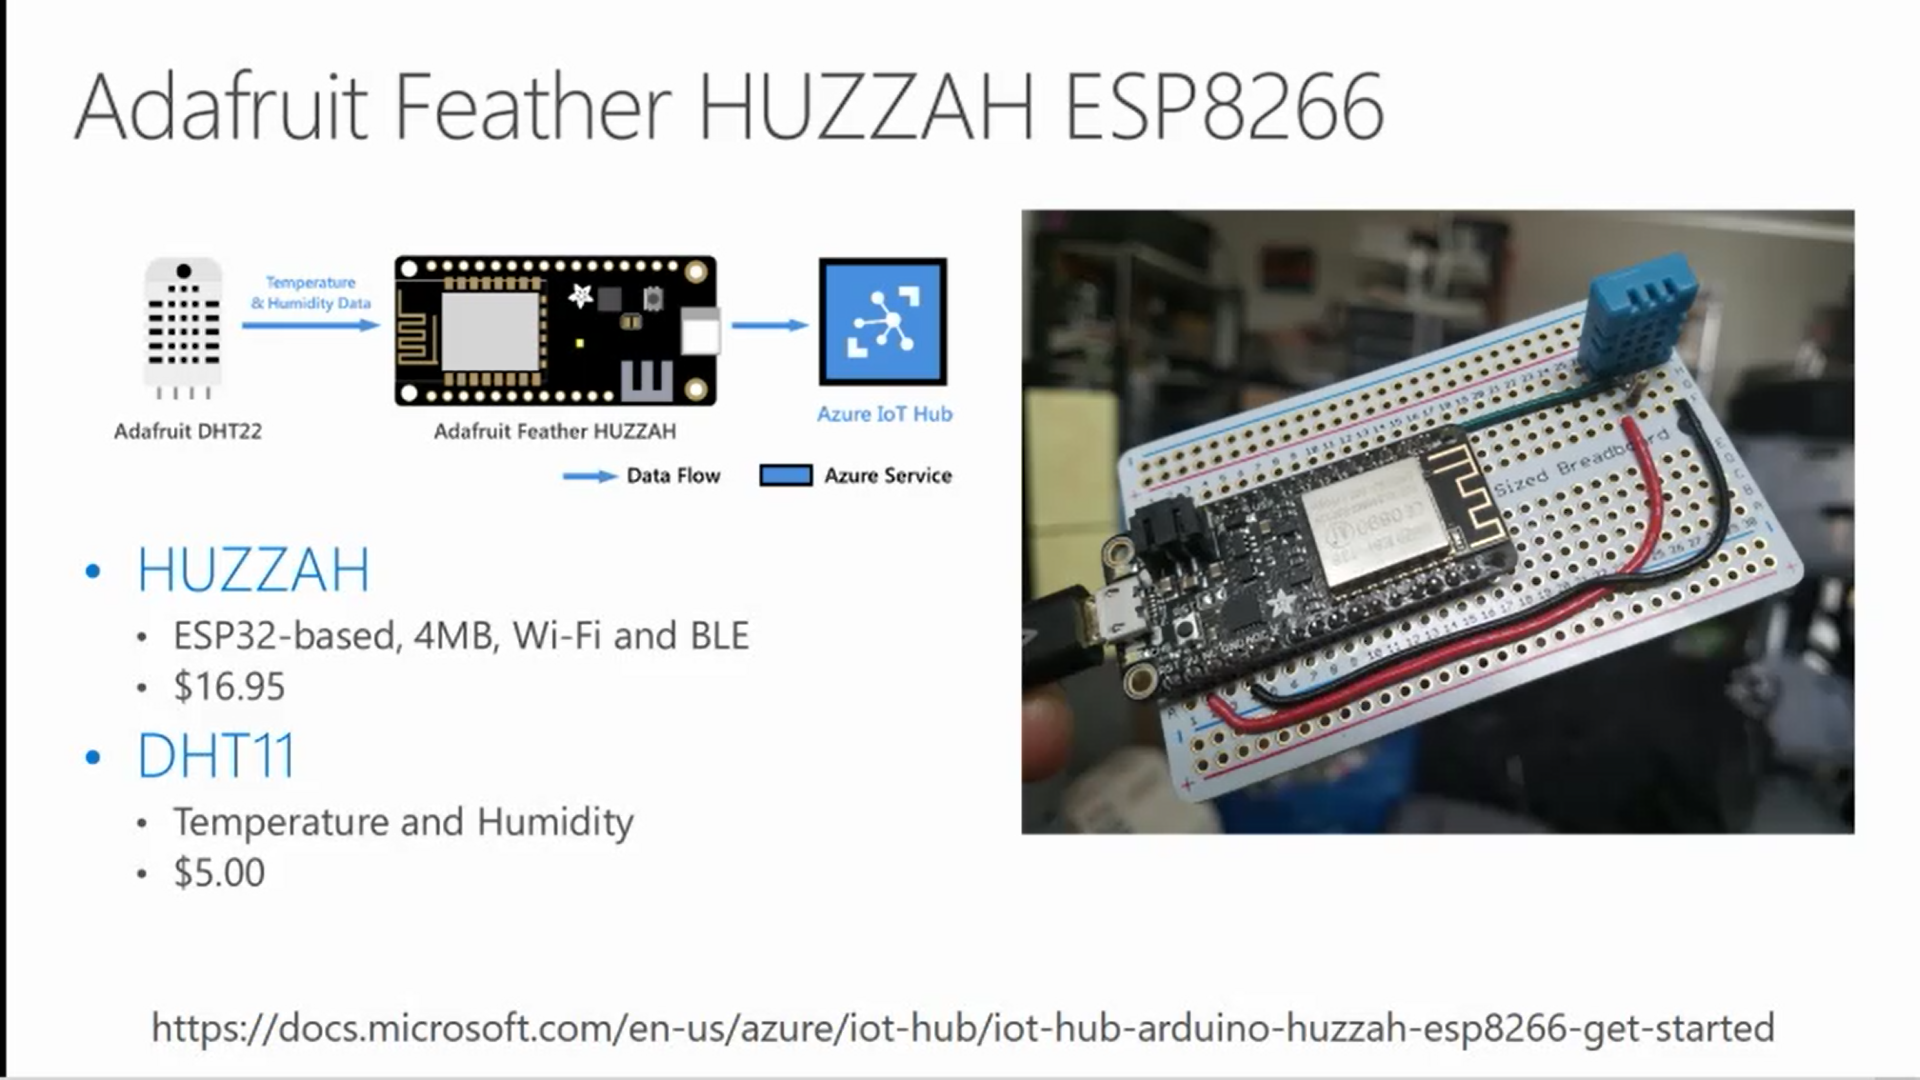 Adafruit Feather HUZZAH ESP8266
Temperature
& Humidity Data
Adafruit DHT22
Adafruit Feather HUZZAH
Azure IoT Hub
Data Flow
Azure Service
• HUZZAH
• ESP32-based, 4MB, Wi-Fi and BLE
• $16.95
• DHT11
• Temperature and Humidity
• $5.00
Sized Breadbo rd
https://docs.microsoft.com/en-us/azure/iot-hub/iot-hub-arduino-huzzah-esp8266-get-started